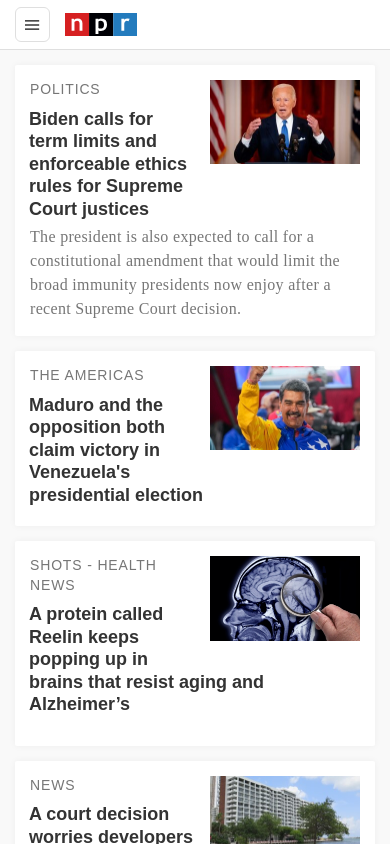 npr
POLITICS
Biden calls for
term limits and
enforceable ethics
rules for Supreme
Court justices
The president is also expected to call for a
constitutional amendment that would limit the
broad immunity presidents now enjoy after a
recent Supreme Court decision.
THE AMERICAS
Maduro and the
opposition both
claim victory in
Venezuela's
presidential election
SHOTS - HEALTH
NEWS
A protein called
Reelin keeps
popping up in
brains that resist aging and
Alzheimer’s
NEWS
A court decision
worries developers